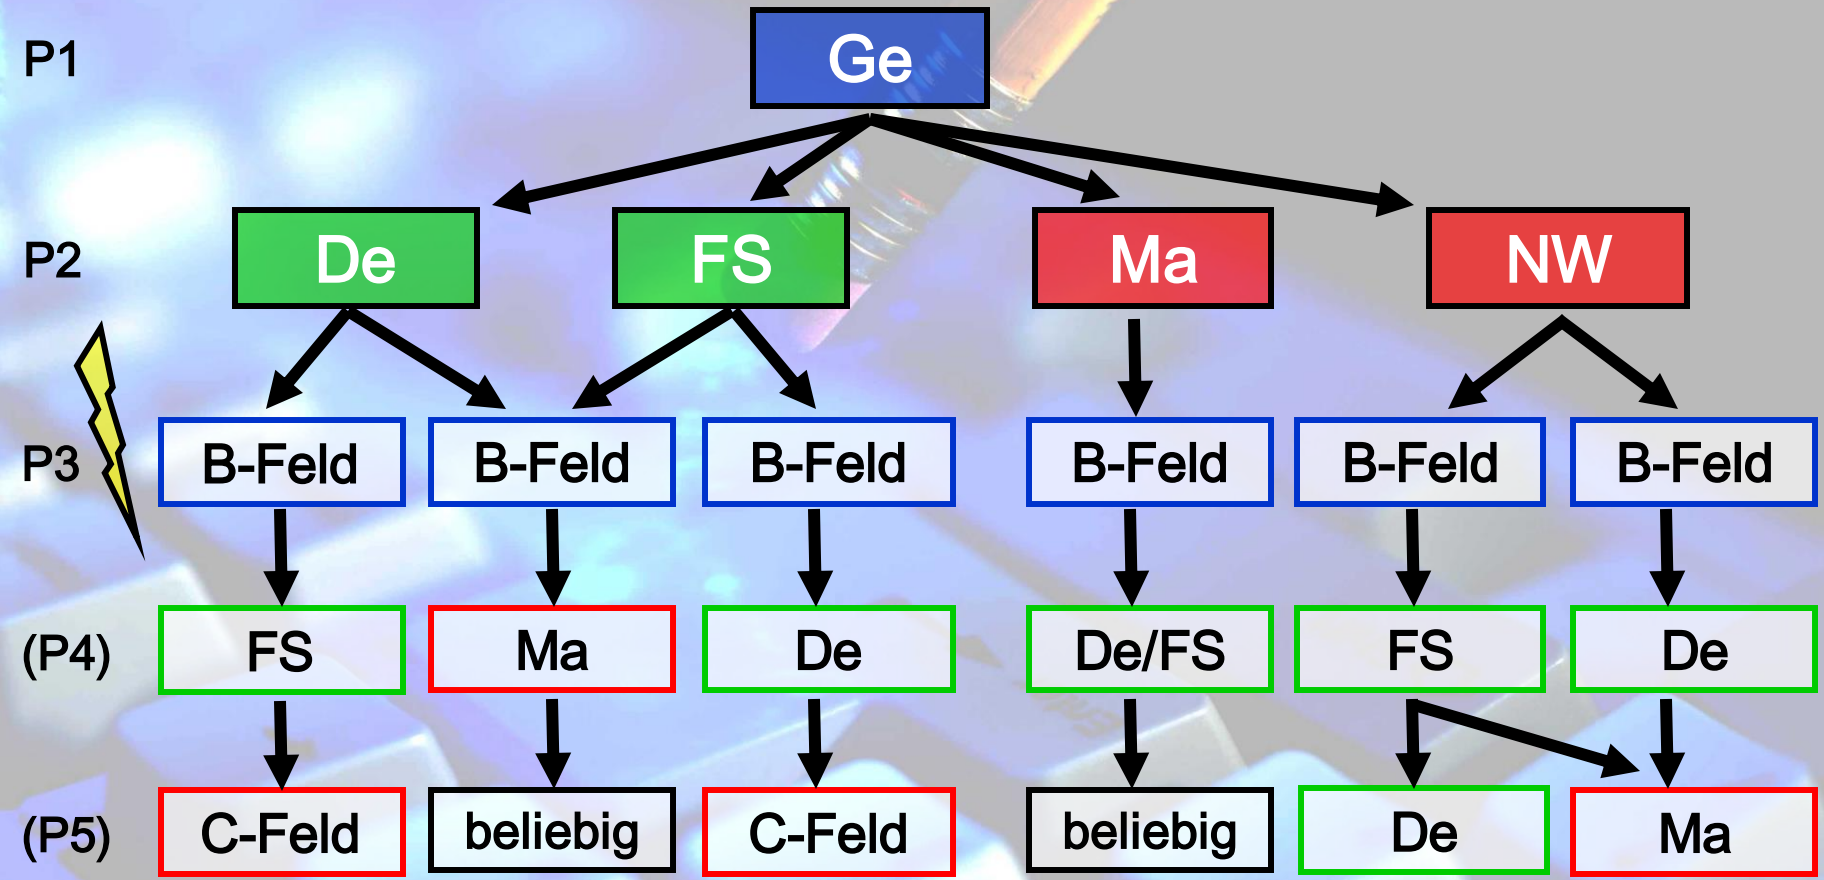 P1 Ge
P2 De FS Ma NW
P3 B-Feld B-Feld B-Feld B-Feld B-Feld B-Feld
(P4) FS Ma De De/FS FS De
(P5) C-Feld beliebig C-Feld beliebig De Ma